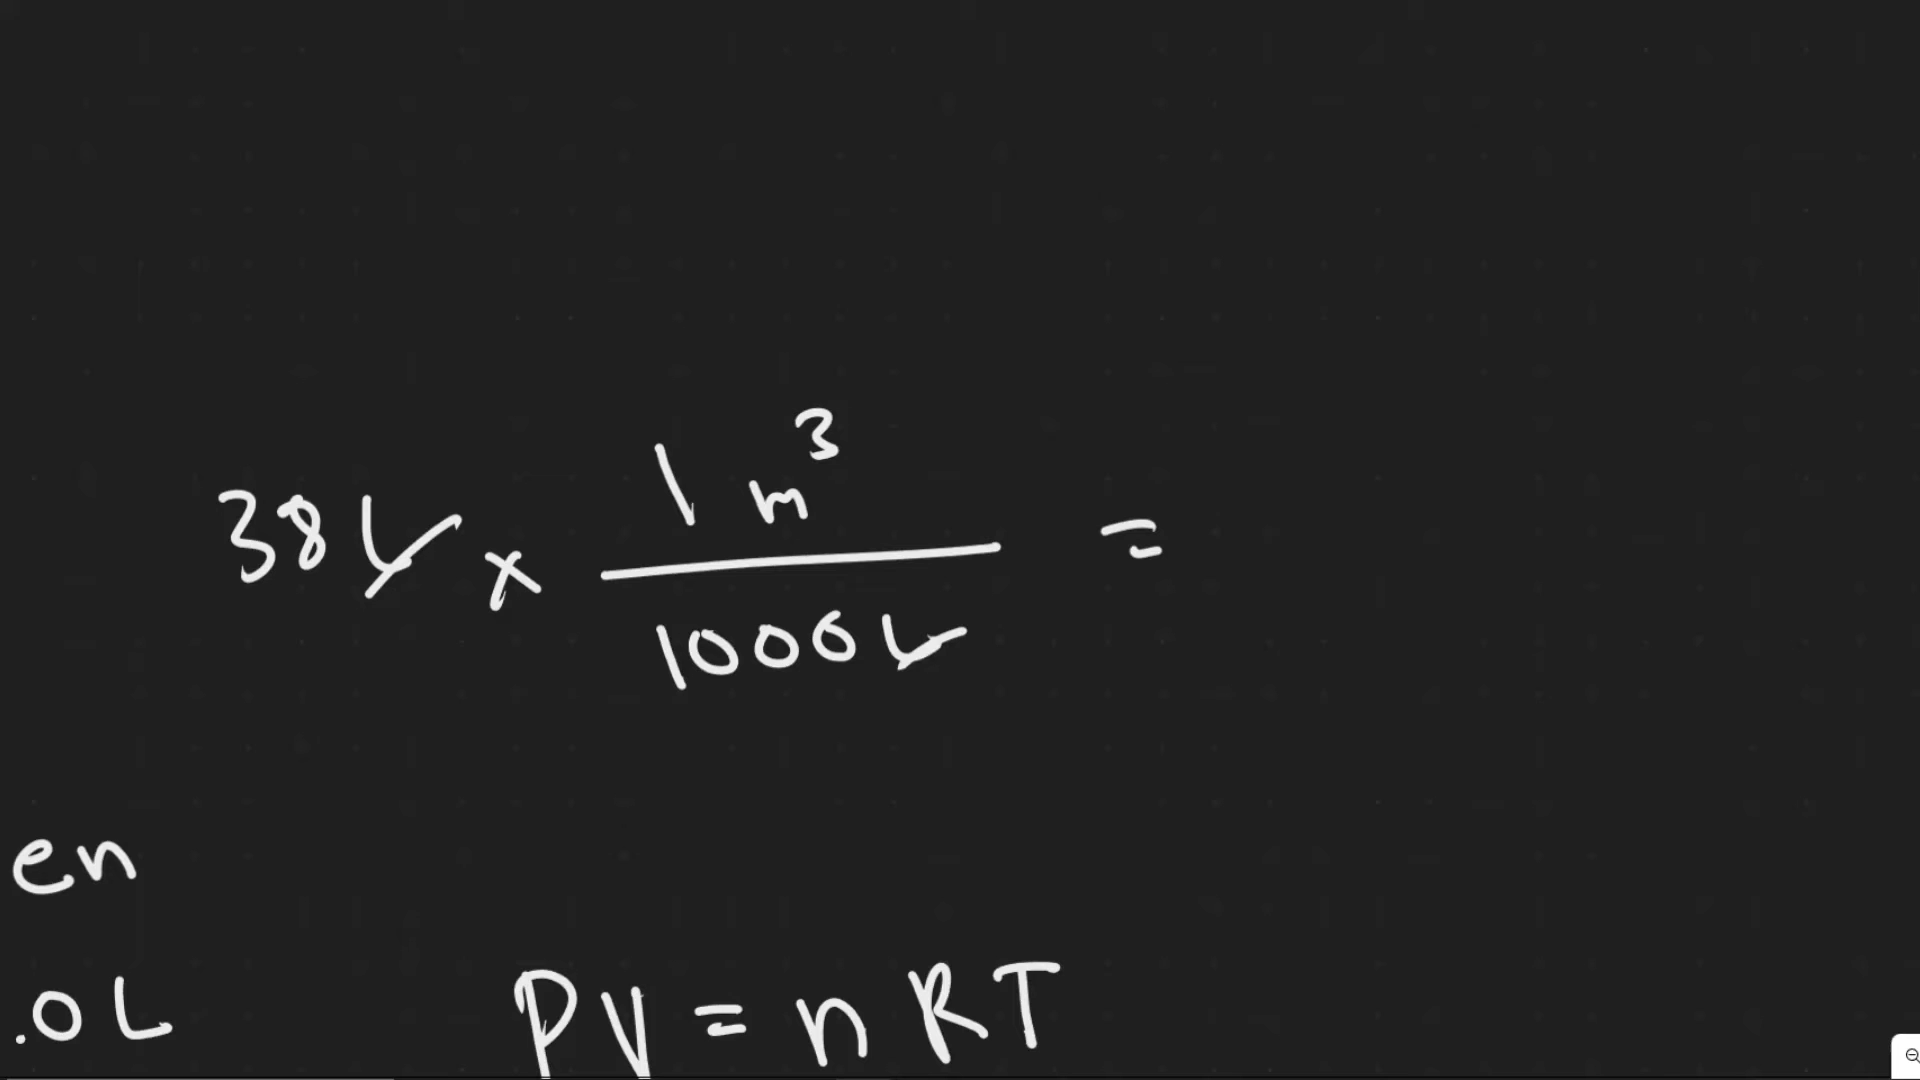 38 L x 1 m³ / 1000 L =
en
.0 L
PV = nRT